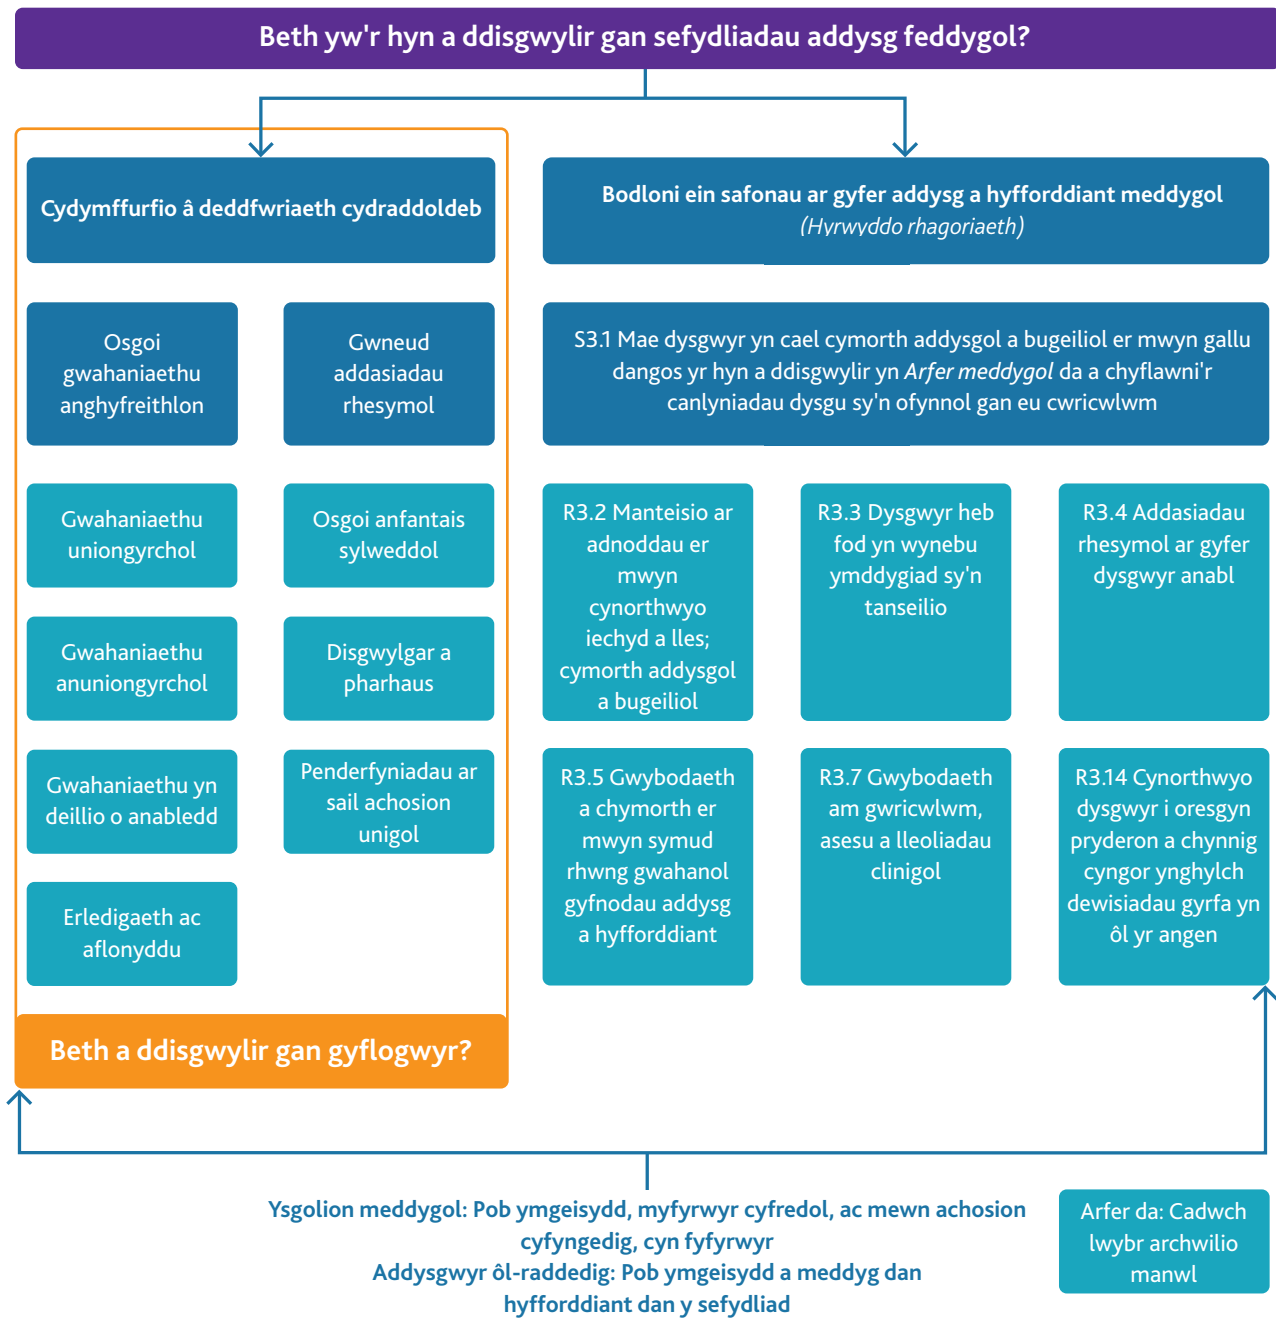 Beth yw'r hyn a ddisgwylir gan sefydliadau addysg feddygol?
Cydymffurfio â deddfwriaeth cydraddoldeb
Bodloni ein safonau ar gyfer addysg a hyfforddiant meddygol
(Hyrwyddo rhagoriaeth)
Osgoi
gwahaniaethu
anghyfreithlon
Gwneud
addasiadau
rhesymol
S3.1 Mae dysgwyr yn cael cymorth addysgol a bugeiliol er mwyn gallu
dangos yr hyn a ddisgwylir yn Arfer meddygol da a chyflawni'r
canlyniadau dysgu sy'n ofynnol gan eu cwricwlwm
Gwahaniaethu
uniongyrchol
Osgoi anfantais
sylweddol
Gwahaniaethu
anuniongyrchol
Disgwylgar a
pharhaus
Gwahaniaethu yn
deillio o anabledd
Penderfyniadau ar
sail achosion
unigol
Erledigaeth ac
aflonyddu
R3.2 Manteisio ar
adnoddau er
mwyn
cynorthwyo
iechyd a lles;
cymorth addysgol
a bugeiliol
R3.3 Dysgwyr heb
fod yn wynebu
ymddygiad sy'n
tanseilio
R3.4 Addasiadau
rhesymol ar gyfer
dysgwyr anabl
R3.5 Gwybodaeth
a chymorth er
mwyn symud
rhwng gwahanol
gyfnodau addysg
a hyfforddiant
R3.7 Gwybodaeth
am gwricwlwm,
asesu a lleoliadau
clinigol
R3.14 Cynorthwyo
dysgwyr i oresgyn
pryderon a chynnig
cyngor ynghylch
dewisiadau gyrfa yn
ôl yr angen
Beth a ddisgwylir gan gyflogwyr?
Ysgolion meddygol: Pob ymgeisydd, myfyrwyr cyfredol, ac mewn achosion
cyfyngedig, cyn fyfyrwyr
Addysgwyr ôl-raddedig: Pob ymgeisydd a meddyg dan
hyfforddiant dan y sefydliad
Arfer da: Cadwch
lwybr archwilio
manwl